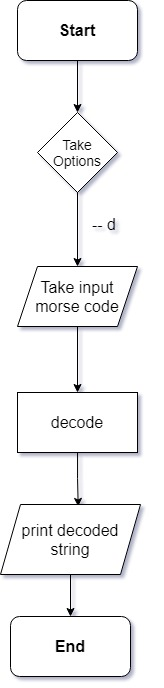 Start
Take
Options
-- d
Take input
morse code
decode
print decoded
string
End